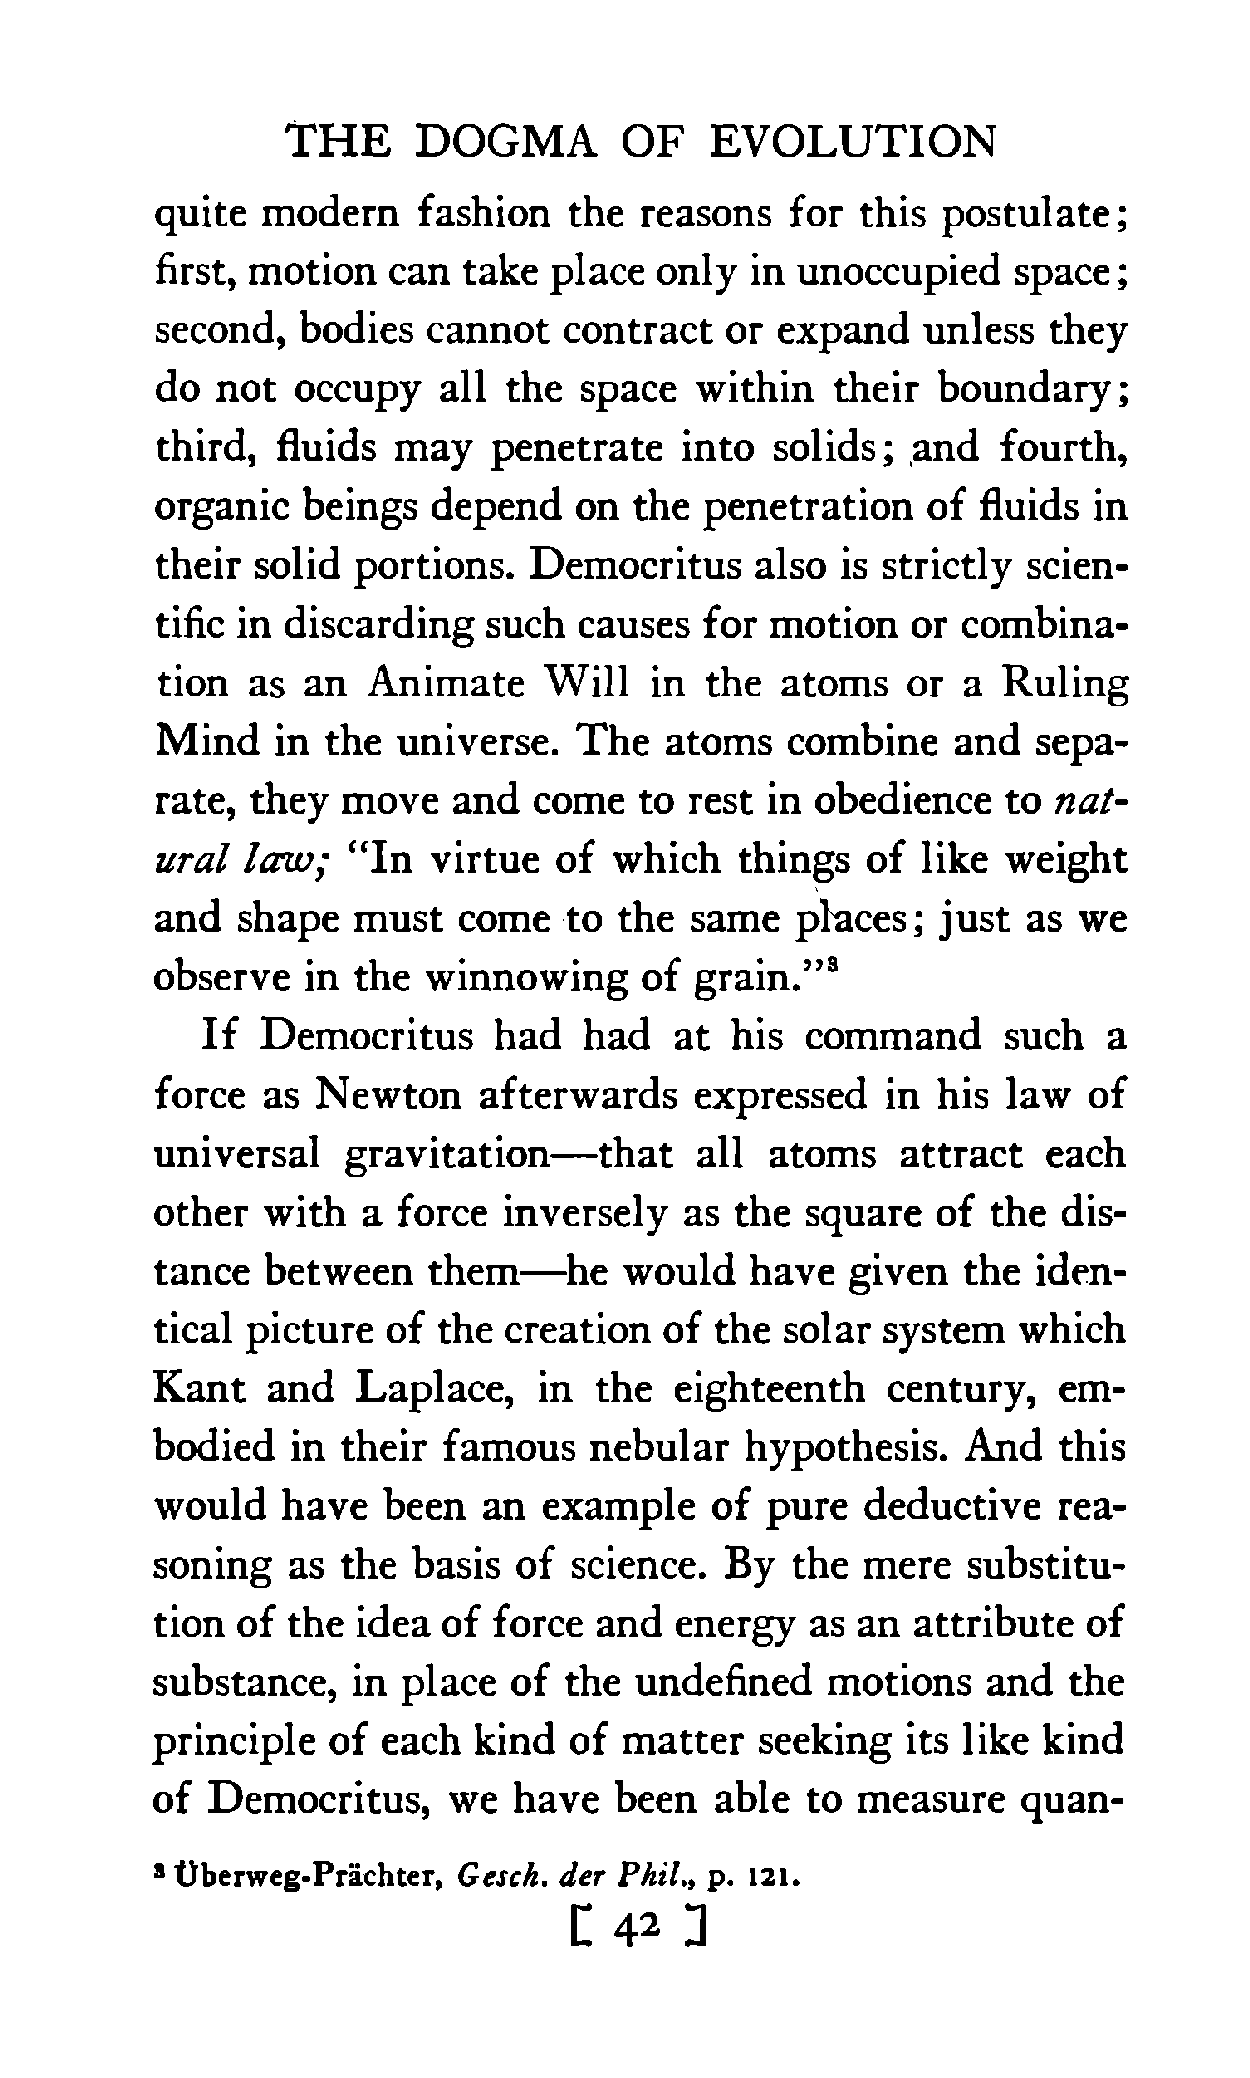 THE DOGMA OF EVOLUTION
quite modern fashion the reasons for this postulate;
first, motion can take place only in unoccupied space;
second, bodies cannot contract or expand unless they
do not occupy all the space within their boundary;
third, fluids may penetrate into solids; and fourth,
organic beings depend on the penetration of fluids in
their solid portions. Democritus also is strictly scien-
tific in discarding such causes for motion or combina-
tion as an Animate Will in the atoms or a Ruling
Mind in the universe. The atoms combine and sepa-
rate, they move and come to rest in obedience to nat-
ural law; "In virtue of which things of like weight
and shape must come to the same places; just as we
observe in the winnowing of grain."³
If Democritus had had at his command such a
force as Newton afterwards expressed in his law of
universal gravitation—that all atoms attract each
other with a force inversely as the square of the dis-
tance between them—he would have given the iden-
tical picture of the creation of the solar system which
Kant and Laplace, in the eighteenth century, em-
bodied in their famous nebular hypothesis. And this
would have been an example of pure deductive rea-
soning as the basis of science. By the mere substitu-
tion of the idea of force and energy as an attribute of
substance, in place of the undefined motions and the
principle of each kind of matter seeking its like kind
of Democritus, we have been able to measure quan-
³ Überweg-Prächter, Gesch. der Phil., p. 121.
[ 42 ]